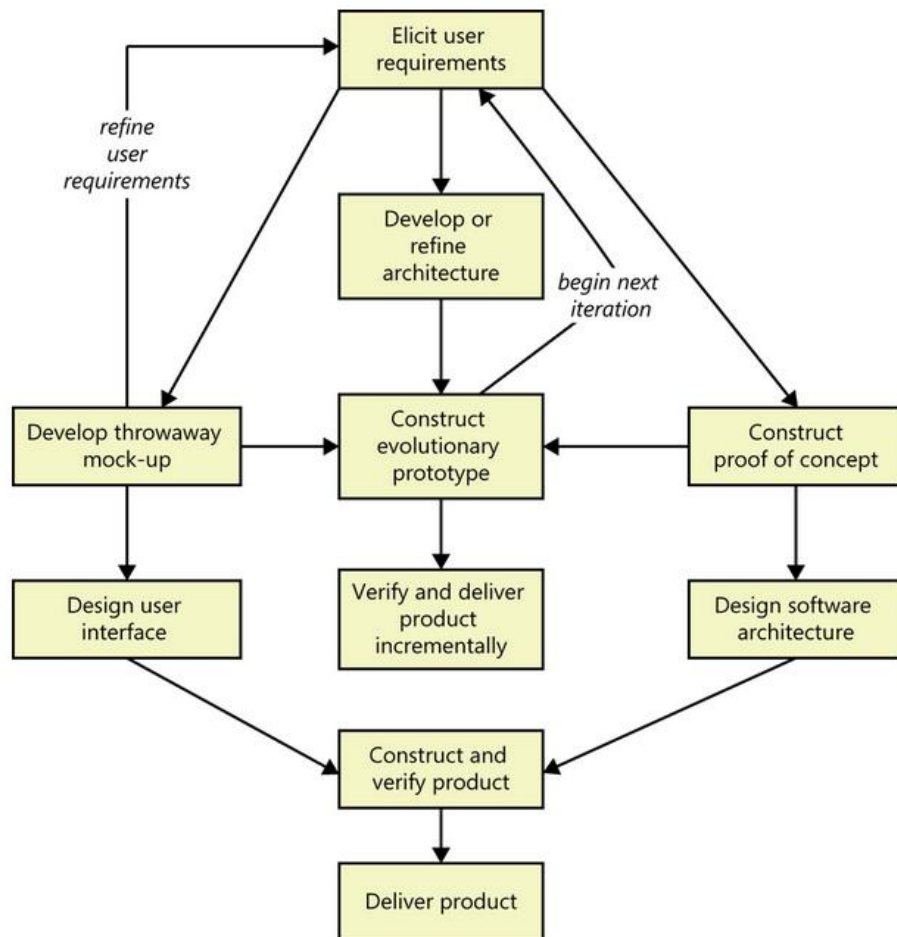 Elicit user
requirements
refine
user
requirements
Develop or
refine
architecture
begin next
iteration
Develop throwaway
mock-up
Construct
evolutionary
prototype
Construct
proof of concept
Design user
interface
Verify and deliver
product
incrementally
Design software
architecture
Construct and
verify product
Deliver product